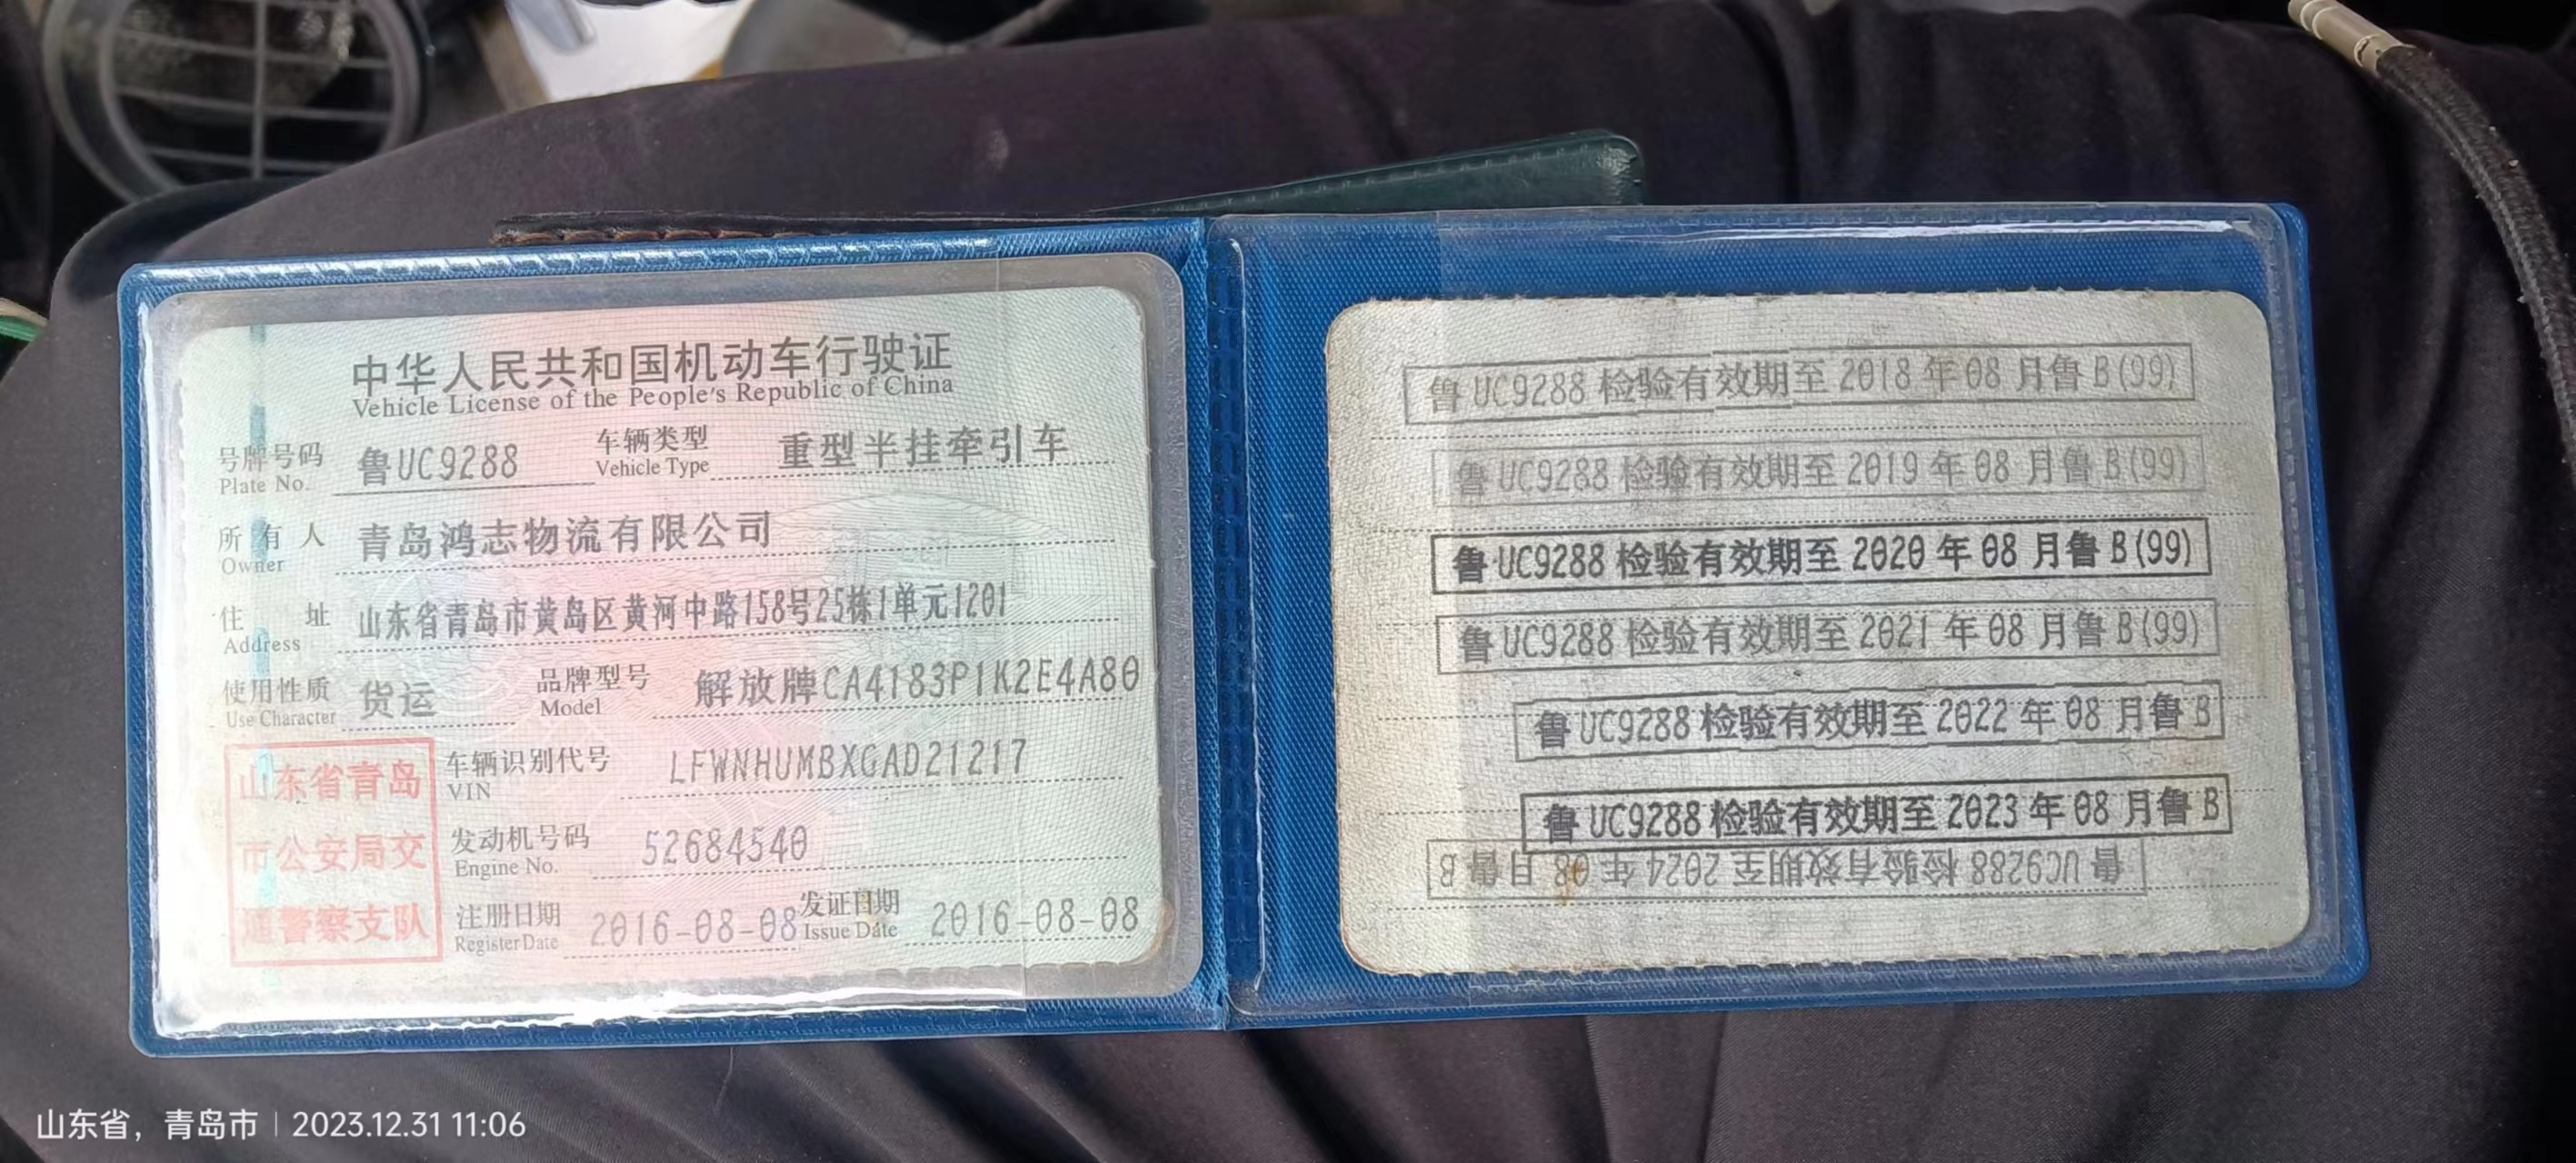 中华人民共和国机动车行驶证
Vehicle License of the People's Republic of China
号牌号码 鲁UC9288 车辆类型 重型半挂牵引车
Plate No. Vehicle Type
所有人 青岛鸿志物流有限公司
Owner
住址 山东省青岛市黄岛区黄河中路158号25栋1单元1201
Address
使用性质 货运 品牌型号 解放牌CA4183P1K2E4A80
Use Character Model
山东省青岛
市公安局交
通警察支队
车辆识别代号 LFWNHUMBXGAD21217
VIN
发动机号码 52684540
Engine No.
注册日期 2016-08-08 发证日期 2016-08-08
Register Date Issue Date
鲁UC9288 检验有效期至 2018 年 08 月鲁 B(99)
鲁UC9288 检验有效期至 2019 年 08 月鲁 B(99)
鲁UC9288 检验有效期至 2020 年 08 月鲁 B(99)
鲁UC9288 检验有效期至 2021 年 08 月鲁 B(99)
鲁UC9288 检验有效期至 2022 年 08 月鲁 B
鲁UC9288 检验有效期至 2023 年 08 月鲁 B
鲁UC9288 检验有效期至 2024 年 08 月鲁 B
山东省，青岛市 | 2023.12.31 11:06